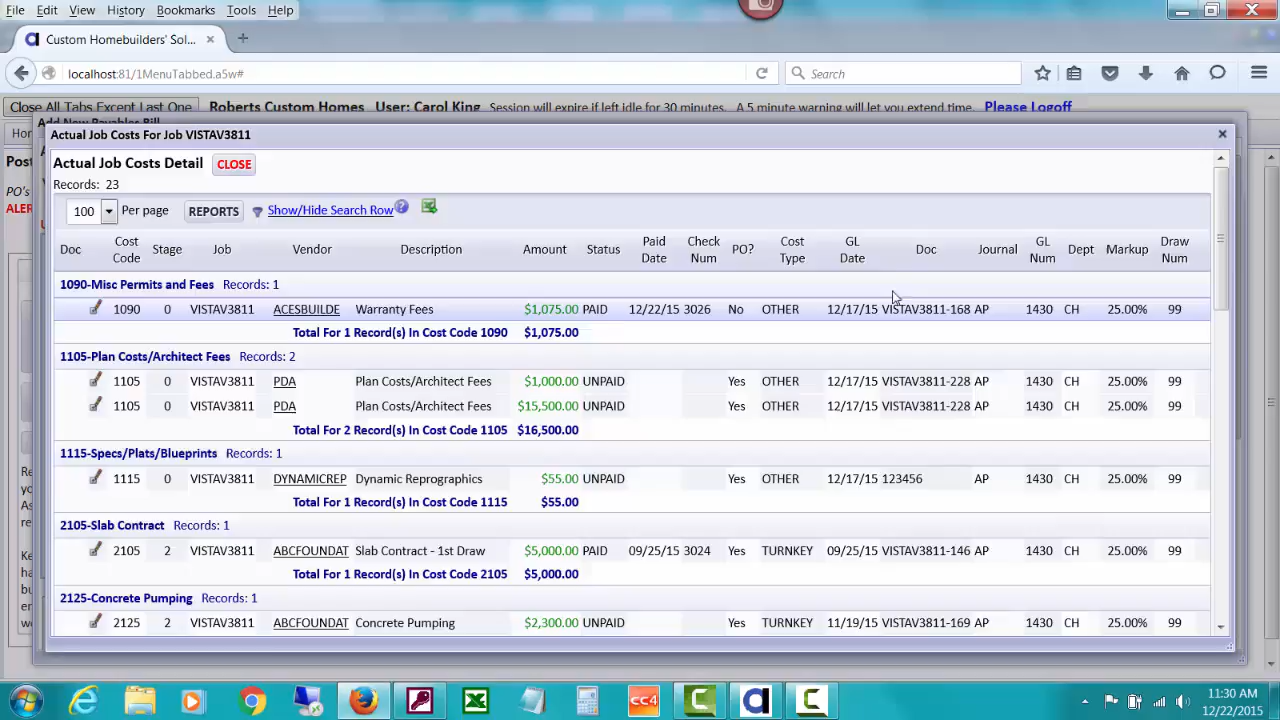 File Edit View History Bookmarks Tools Help
Custom Homebuilders' Sol...
localhost:81/1MenuTabbed.a5w#
Search
Close All Tabs Except Last One Roberts Custom Homes User: Carol King Session will expire if left idle for 30 minutes. A 5 minute warning will let you extend time. Please Logoff
Add New Payables Bill
Actual Job Costs For Job VISTAV3811
Actual Job Costs Detail CLOSE
Records: 23
100 Per page REPORTS Show/Hide Search Row
Doc Cost Code Stage Job Vendor Description Amount Status Paid Date Check Num PO? Cost Type GL Date Doc Journal GL Num Dept Markup Draw Num
1090-Misc Permits and Fees Records: 1
1090 0 VISTAV3811 ACESBUILDE Warranty Fees $1,075.00 PAID 12/22/15 3026 No OTHER 12/17/15 VISTAV3811-168 AP 1430 CH 25.00% 99
Total For 1 Record(s) In Cost Code 1090 $1,075.00
1105-Plan Costs/Architect Fees Records: 2
1105 0 VISTAV3811 PDA Plan Costs/Architect Fees $1,000.00 UNPAID Yes OTHER 12/17/15 VISTAV3811-228 AP 1430 CH 25.00% 99
1105 0 VISTAV3811 PDA Plan Costs/Architect Fees $15,500.00 UNPAID Yes OTHER 12/17/15 VISTAV3811-228 AP 1430 CH 25.00% 99
Total For 2 Record(s) In Cost Code 1105 $16,500.00
1115-Specs/Plats/Blueprints Records: 1
1115 0 VISTAV3811 DYNAMICREP Dynamic Reprographics $55.00 UNPAID Yes OTHER 12/17/15 123456 AP 1430 CH 25.00% 99
Total For 1 Record(s) In Cost Code 1115 $55.00
2105-Slab Contract Records: 1
2105 2 VISTAV3811 ABCFOUNDAT Slab Contract - 1st Draw $5,000.00 PAID 09/25/15 3024 Yes TURNKEY 09/25/15 VISTAV3811-146 AP 1430 CH 25.00% 99
Total For 1 Record(s) In Cost Code 2105 $5,000.00
2125-Concrete Pumping Records: 1
2125 2 VISTAV3811 ABCFOUNDAT Concrete Pumping $2,300.00 UNPAID Yes TURNKEY 11/19/15 VISTAV3811-169 AP 1430 CH 25.00% 99
CC4
11:30 AM
12/22/2015